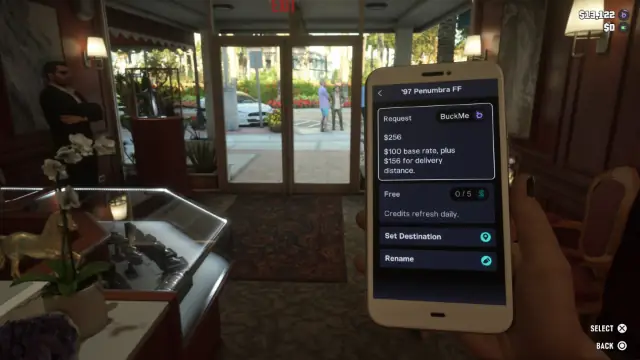 $13,122
$0
'97 Penumbra FF
Request
BuckMe
$256
$100 base rate, plus
$156 for delivery
distance.
Free
0 / 5
Credits refresh daily.
Set Destination
Rename
SELECT
BACK